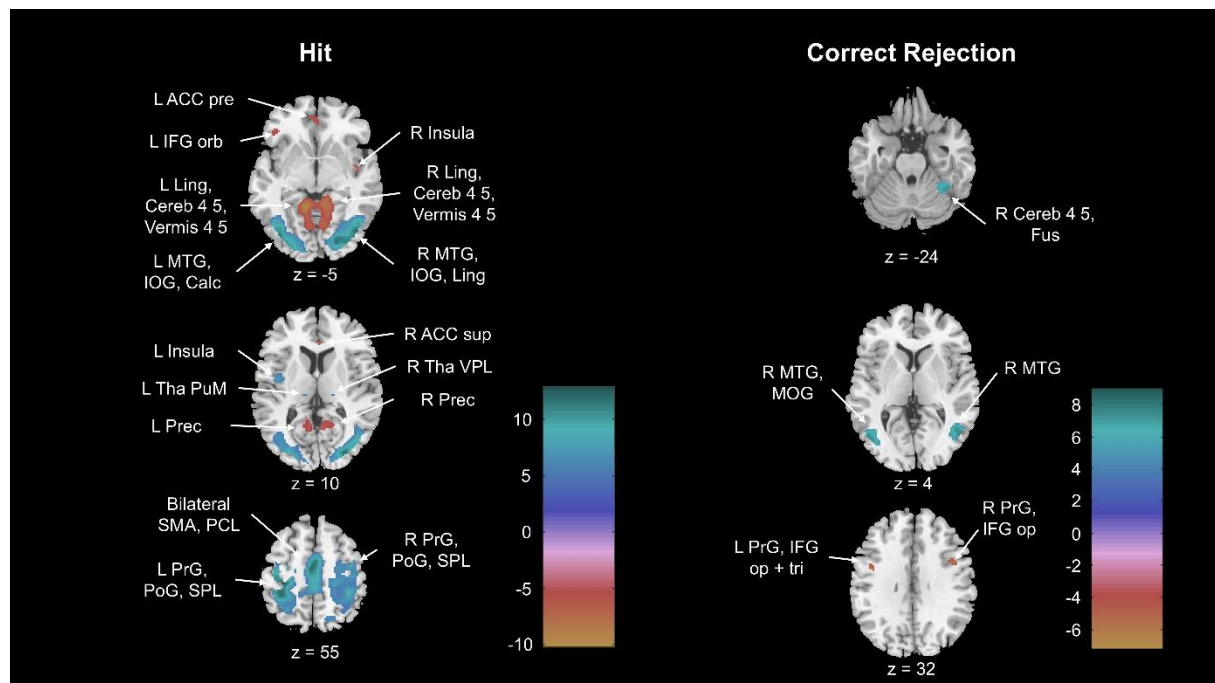 Hit
L ACC pre
L IFG orb
R Insula
L Ling,
Cereb 4 5,
Vermis 4 5
R Ling,
Cereb 4 5,
Vermis 4 5
L MTG,
IOG, Calc
R MTG,
IOG, Ling
z = -5
L Insula
R ACC sup
L Tha PuM
R Tha VPL
L Prec
R Prec
z = 10
Bilateral
SMA, PCL
L PrG,
PoG, SPL
R PrG,
PoG, SPL
z = 55
10
5
0
-5
-10
Correct Rejection
R Cereb 4 5,
Fus
z = -24
R MTG,
MOG
R MTG
z = 4
L PrG, IFG
op + tri
R PrG,
IFG op
z = 32
8
6
4
2
0
-2
-4
-6